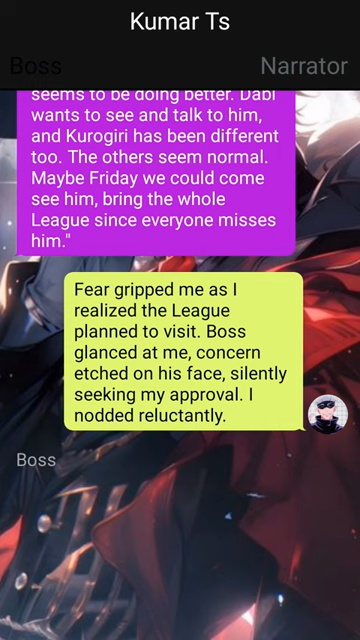 Kumar Ts
Boss
Narrator
seems to be doing better. Dabi
wants to see and talk to him,
and Kurogiri has been different
too. The others seem normal.
Maybe Friday we could come
see him, bring the whole
League since everyone misses
him."
Fear gripped me as I
realized the League
planned to visit. Boss
glanced at me, concern
etched on his face, silently
seeking my approval. I
nodded reluctantly.
Boss